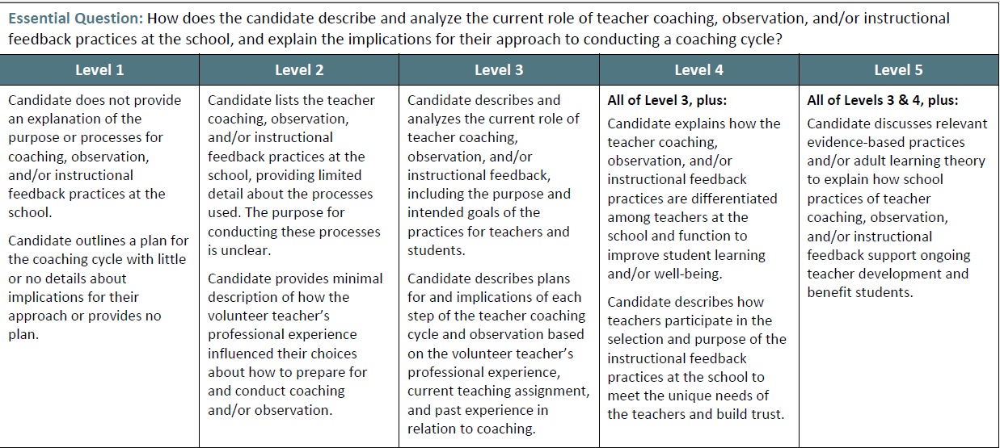 Essential Question: How does the candidate describe and analyze the current role of teacher coaching, observation, and/or instructional
feedback practices at the school, and explain the implications for their approach to conducting a coaching cycle?
Level 1
Level 2
Level 3
Level 4
Level 5
Candidate does not provide
an explanation of the
purpose or processes for
coaching, observation,
and/or instructional
feedback practices at the
school.
Candidate outlines a plan for
the coaching cycle with little
or no details about
implications for their
approach or provides no
plan.
Candidate lists the teacher
coaching, observation,
and/or instructional
feedback practices at the
school, providing limited
detail about the processes
used. The purpose for
conducting these processes
is unclear.
Candidate provides minimal
description of how the
volunteer teacher’s
professional experience
influenced their choices
about how to prepare for
and conduct coaching
and/or observation.
Candidate describes and
analyzes the current role of
teacher coaching,
observation, and/or
instructional feedback,
including the purpose and
intended goals of the
practices for teachers and
students.
Candidate describes plans
for and implications of each
step of the teacher coaching
cycle and observation based
on the volunteer teacher’s
professional experience,
current teaching assignment,
and past experience in
relation to coaching.
All of Level 3, plus:
Candidate explains how the
teacher coaching,
observation, and/or
instructional feedback
practices are differentiated
among teachers at the
school and function to
improve student learning
and/or well-being.
Candidate describes how
teachers participate in the
selection and purpose of the
instructional feedback
practices at the school to
meet the unique needs of
the teachers and build trust.
All of Levels 3 & 4, plus:
Candidate discusses relevant
evidence-based practices
and/or adult learning theory
to explain how school
practices of teacher
coaching, observation,
and/or instructional
feedback support ongoing
teacher development and
benefit students.